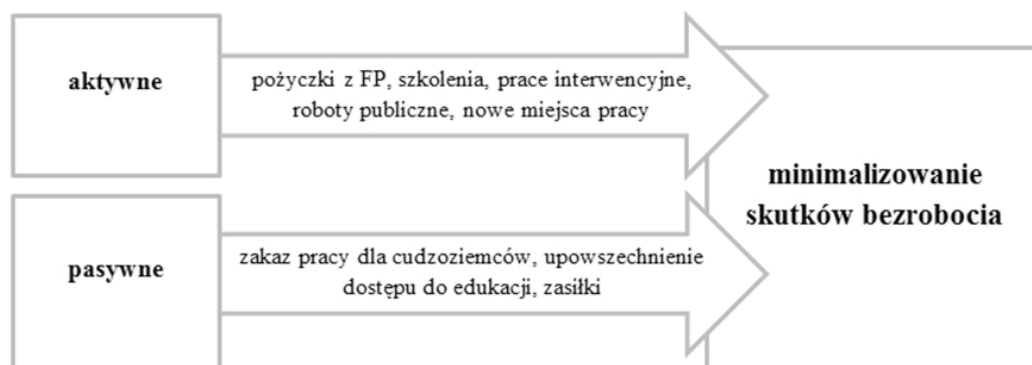 aktywne
pożyczki z FP, szkolenia, prace interwencyjne,
roboty publiczne, nowe miejsca pracy
pasywne
zakaz pracy dla cudzoziemców, upowszechnienie
dostępu do edukacji, zasiłki
minimalizowanie
skutków bezrobocia